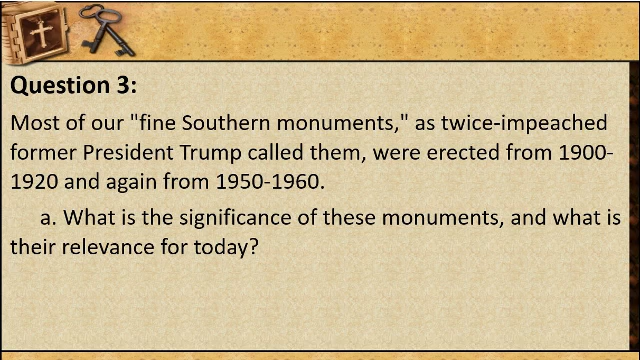 Question 3:
Most of our "fine Southern monuments," as twice-impeached
former President Trump called them, were erected from 1900-
1920 and again from 1950-1960.
a. What is the significance of these monuments, and what is
their relevance for today?